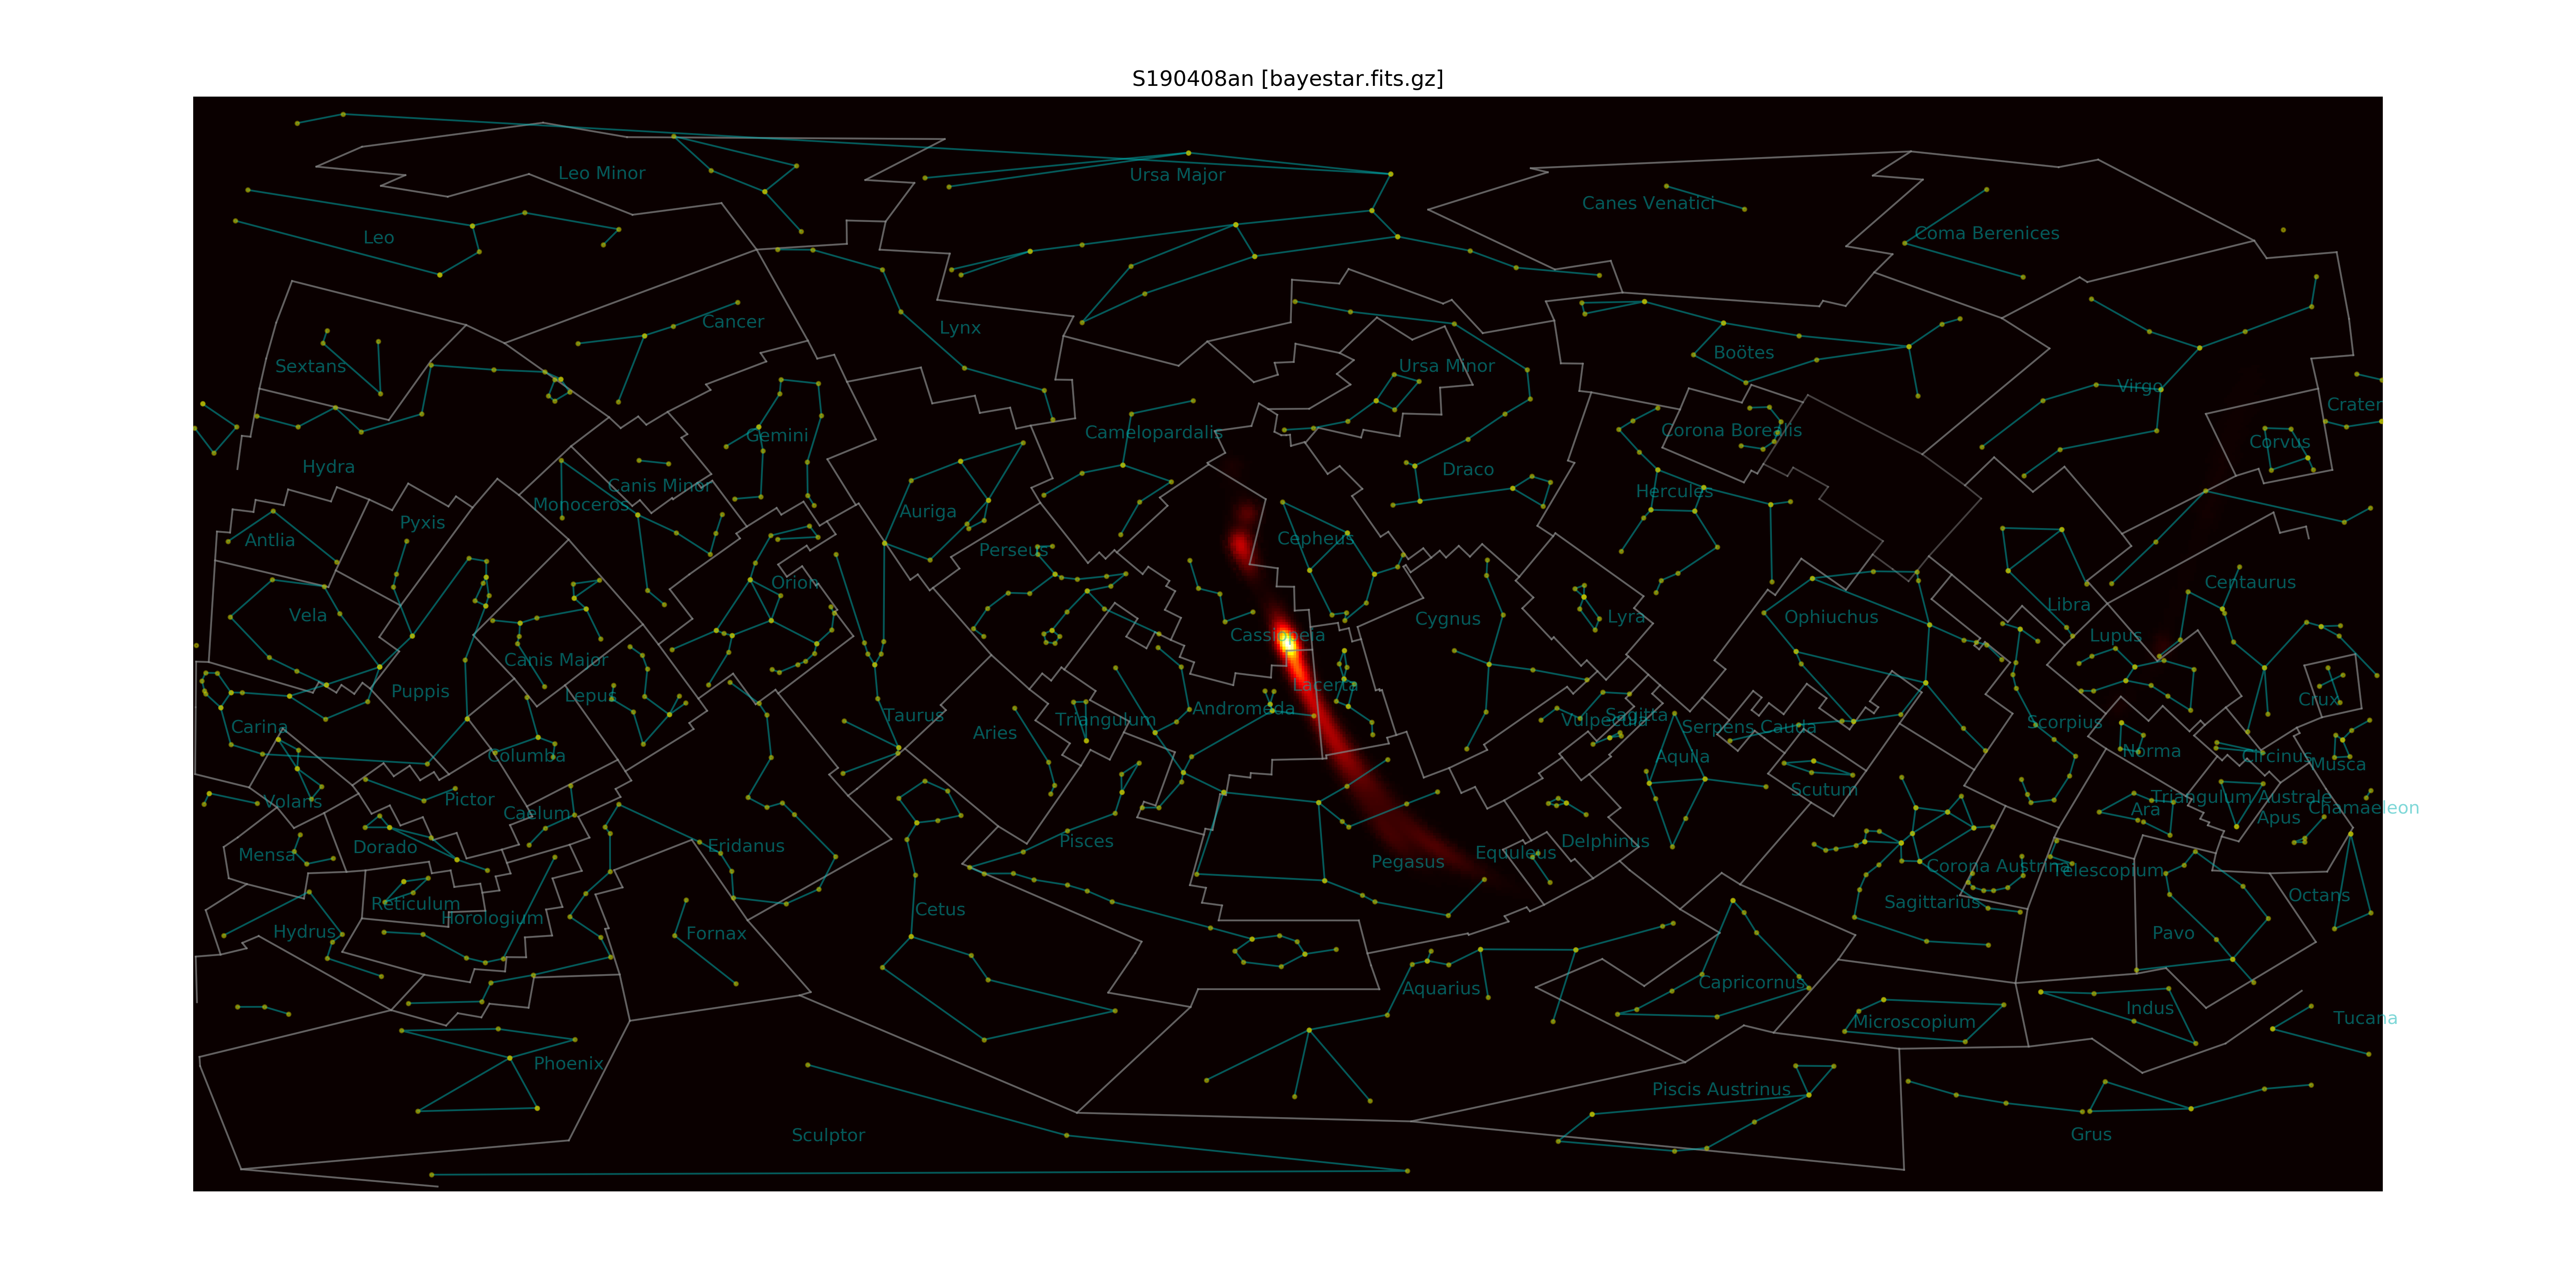 S190408an [bayestar.fits.gz]
Leo Minor
Ursa Major
Canes Venatici
Coma Berenices
Leo
Cancer
Lynx
Boötes
Sextans
Ursa Minor
Virgo
Crater
Gemini
Camelopardalis
Corona Borealis
Corvus
Hydra
Draco
Canis Minor
Hercules
Monoceros
Auriga
Pyxis
Antlia
Cepheus
Perseus
Orion
Centaurus
Libra
Vela
Cygnus
Lyra
Ophiuchus
Cassiopeia
Lupus
Canis Major
Lacerta
Puppis
Lepus
Crux
Andromeda
Taurus
Triangulum
Vulpecula
Sagitta
Scorpius
Carina
Aries
Serpens Cauda
Norma
Columba
Aquila
Circinus
Musca
Scutum
Volans
Pictor
Triangulum Australe
Chamaeleon
Caelum
Ara
Apus
Mensa
Dorado
Eridanus
Pisces
Delphinus
Equuleus
Pegasus
Corona Austrina
Telescopium
Octans
Reticulum
Horologium
Cetus
Sagittarius
Hydrus
Fornax
Pavo
Aquarius
Capricornus
Indus
Microscopium
Tucana
Phoenix
Piscis Austrinus
Sculptor
Grus